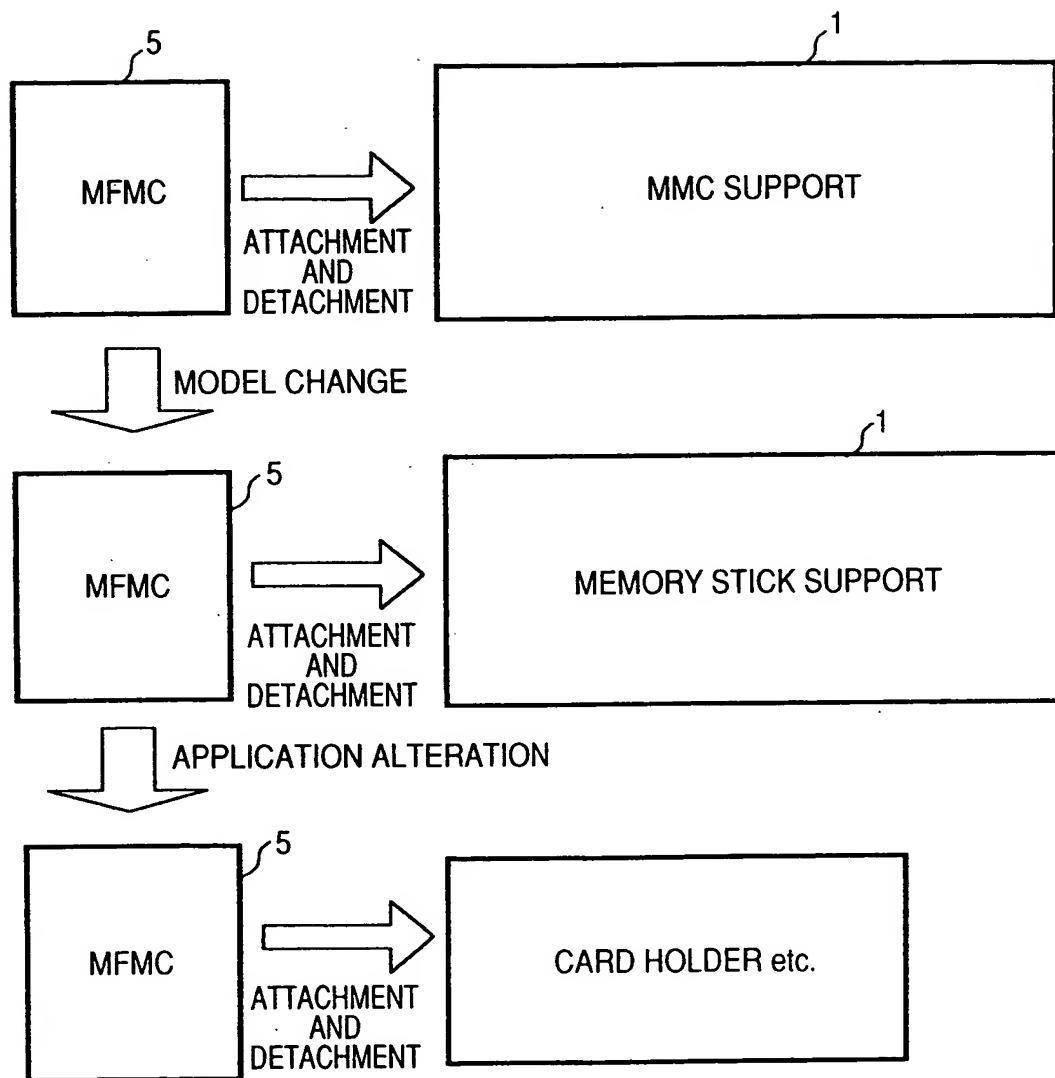 5
1
MFMC
MMC SUPPORT
ATTACHMENT
AND
DETACHMENT
MODEL CHANGE
5
1
MFMC
MEMORY STICK SUPPORT
ATTACHMENT
AND
DETACHMENT
APPLICATION ALTERATION
5
MFMC
CARD HOLDER etc.
ATTACHMENT
AND
DETACHMENT